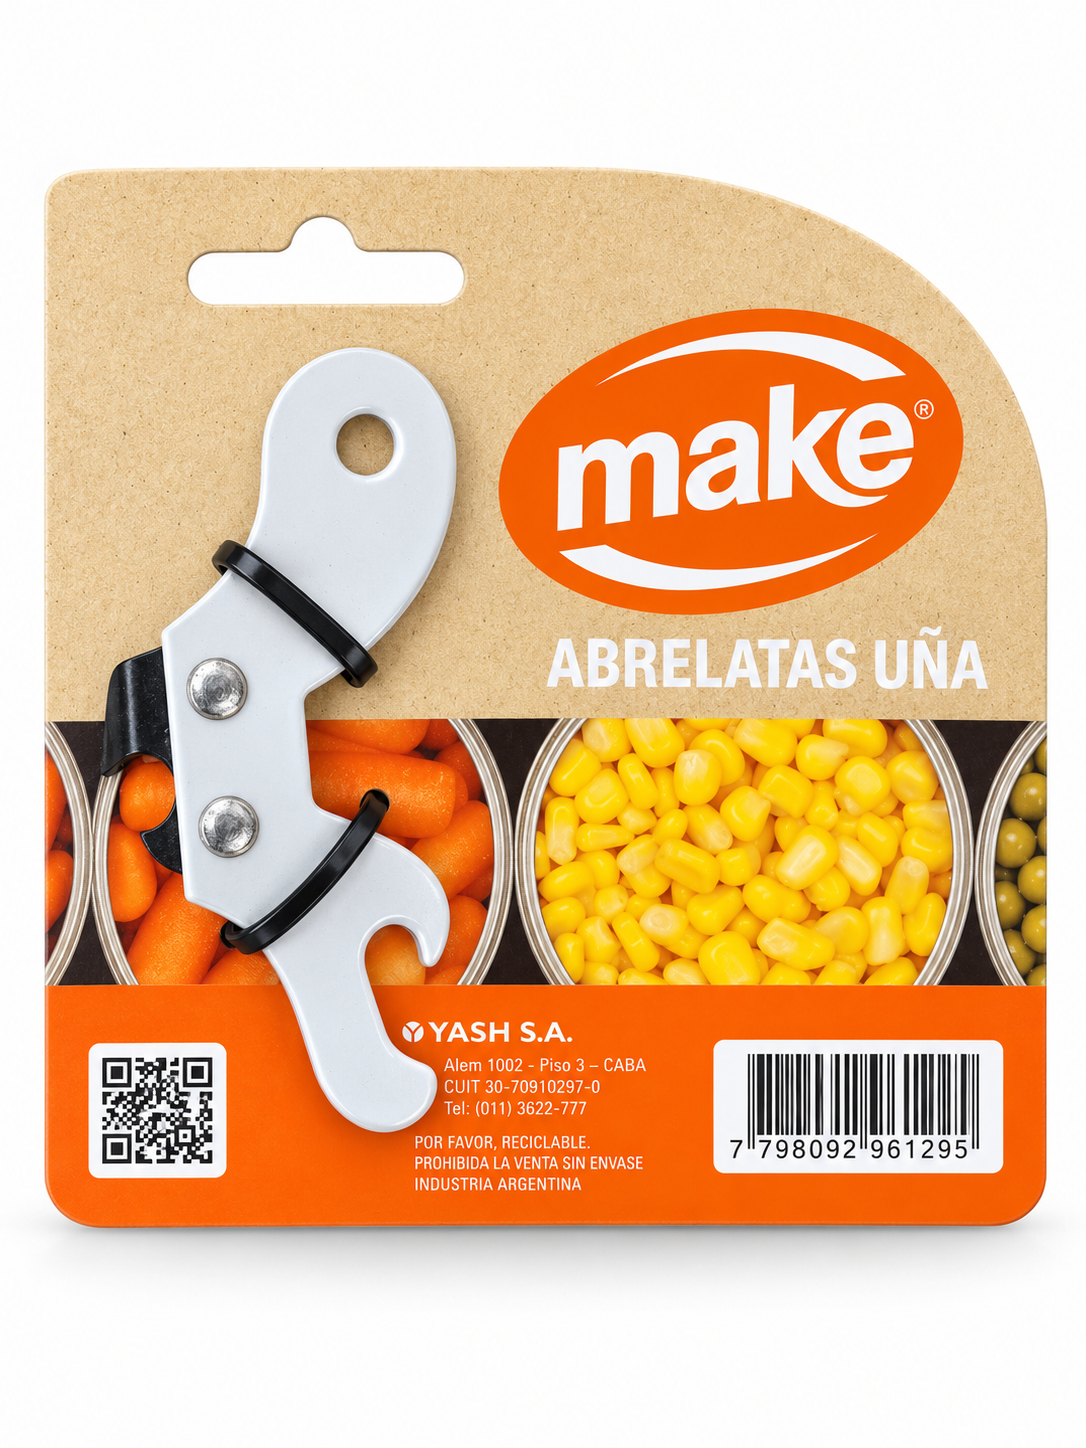 make®
ABRELATAS UÑA
YASH S.A.
Alem 1002 - Piso 3 – CABA
CUIT 30-70910297-0
Tel: (011) 3622-777
POR FAVOR, RECICLABLE.
PROHIBIDA LA VENTA SIN ENVASE
INDUSTRIA ARGENTINA
7 798092 961295